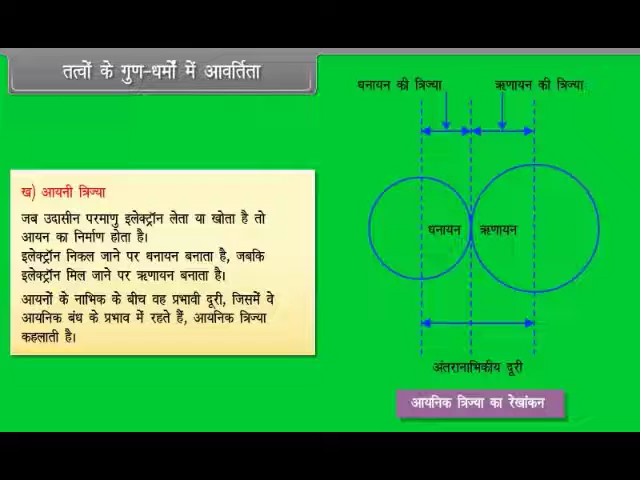 तत्वों के गुण-धर्मों में आवर्तिता
धनायन की त्रिज्या
ऋणायन की त्रिज्या
ख) आयनी त्रिज्या
जब उदासीन परमाणु इलेक्ट्रॉन लेता या खोता है तो
आयन का निर्माण होता है।
इलेक्ट्रॉन निकल जाने पर धनायन बनाता है, जबकि
इलेक्ट्रॉन मिल जाने पर ऋणायन बनाता है।
आयनों के नाभिक के बीच वह प्रभावी दूरी, जिसमें वे
आयनिक बंध के प्रभाव में रहते हैं, आयनिक त्रिज्या
कहलाती है।
धनायन
ऋणायन
अंतरानाभिकीय दूरी
आयनिक त्रिज्या का रेखांकन